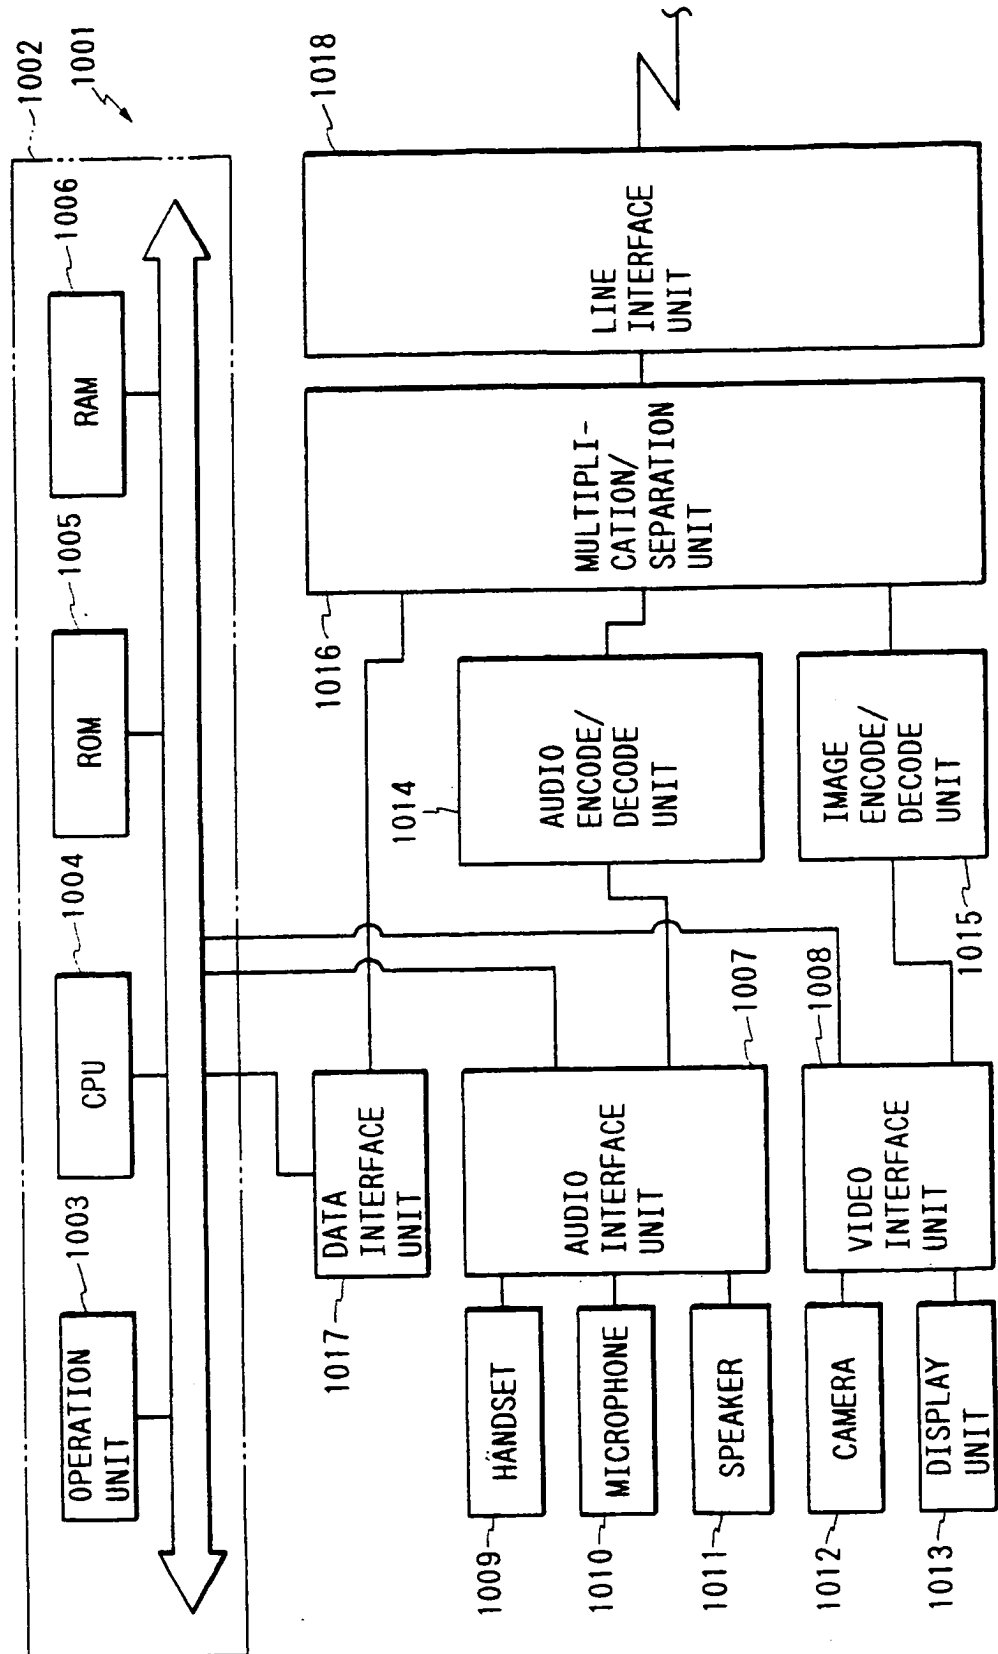 1001
1002
1003
OPERATION
UNIT
1004
CPU
1005
ROM
1006
RAM
1017
DATA
INTERFACE
UNIT
1009
HANDSET
1010
MICROPHONE
1011
SPEAKER
1007
AUDIO
INTERFACE
UNIT
1012
CAMERA
1013
DISPLAY
UNIT
1008
VIDEO
INTERFACE
UNIT
1014
AUDIO
ENCODE/
DECODE
UNIT
1015
IMAGE
ENCODE/
DECODE
UNIT
1016
MULTIPLI-
CATION/
SEPARATION
UNIT
1018
LINE
INTERFACE
UNIT